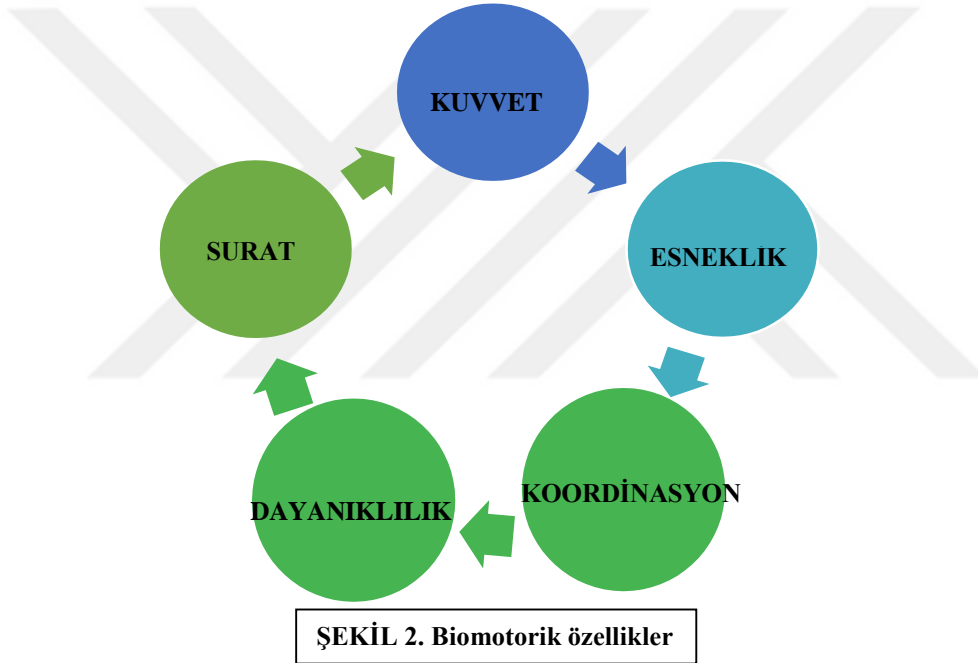 KUVVET
ESNEKLİK
KOORDİNASYON
DAYANIKLILIK
SURAT
ŞEKİL 2. Biomotorik özellikler